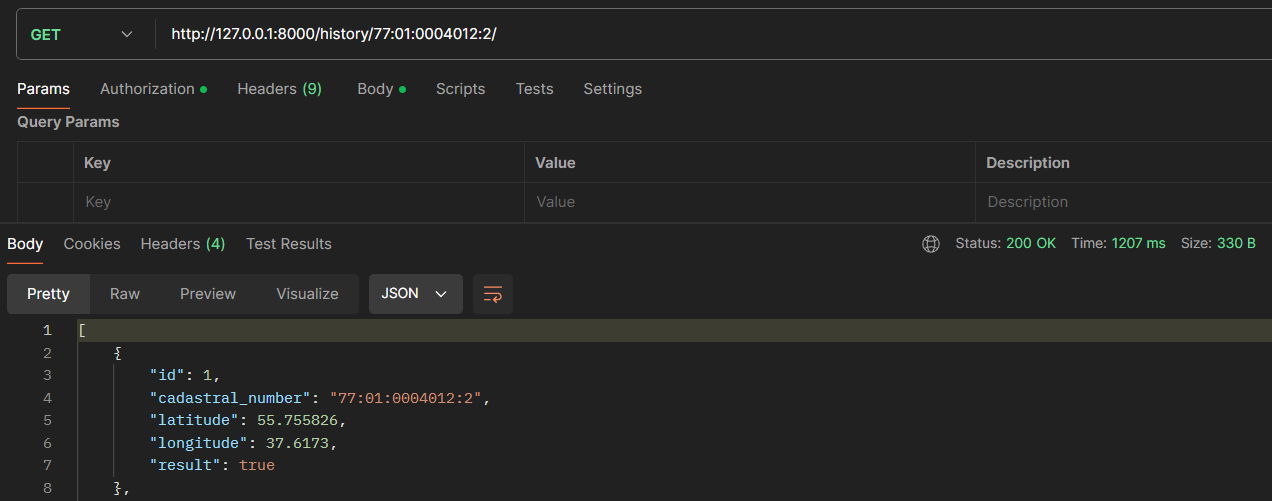 GET http://127.0.0.1:8000/history/77:01:0004012:2/
Params Authorization Headers (9) Body Scripts Tests Settings
Query Params
Key Value Description
Key Value Description
Body Cookies Headers (4) Test Results Status: 200 OK Time: 1207 ms Size: 330 B
Pretty Raw Preview Visualize JSON
1 [
2 {
3 "id": 1,
4 "cadastral_number": "77:01:0004012:2",
5 "latitude": 55.755826,
6 "longitude": 37.6173,
7 "result": true
8 },